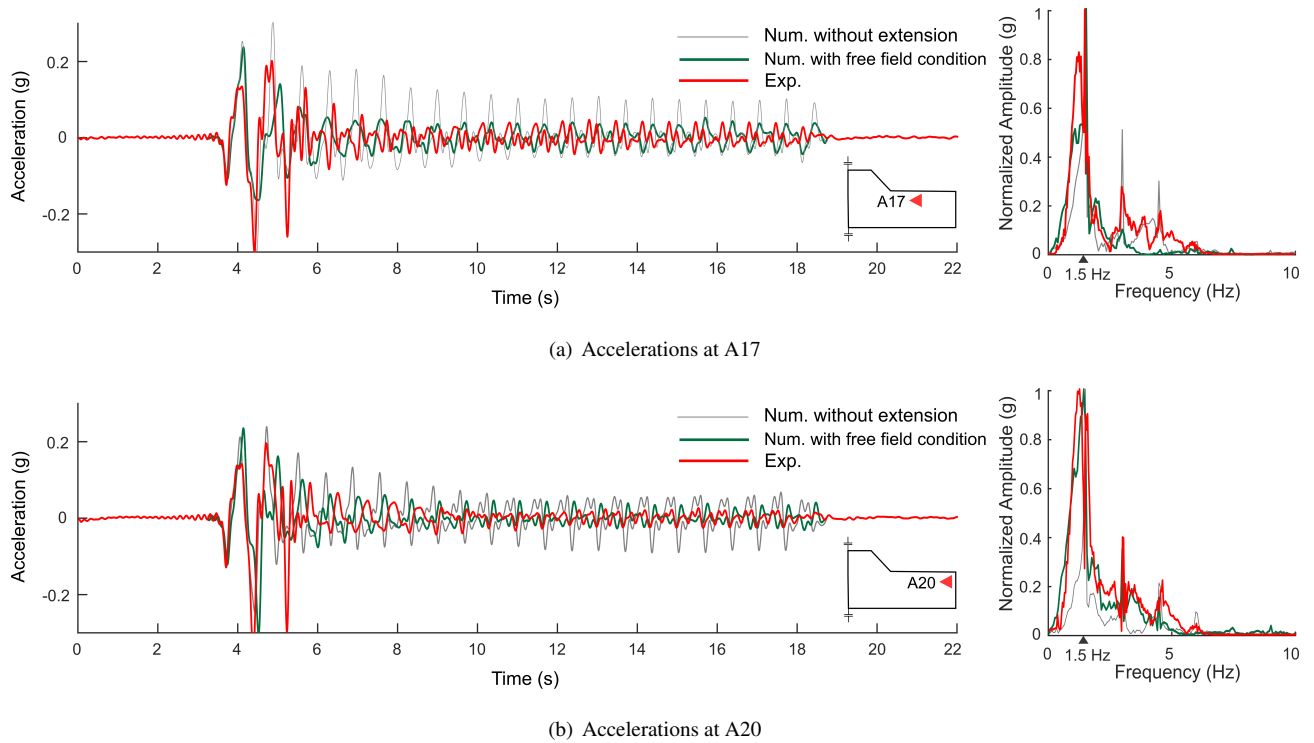 Acceleration (g)
0.2
0
-0.2
Num. without extension
Num. with free field condition
Exp.
A17
0 2 4 6 8 10 12 14 16 18 20 22
Time (s)
Normalized Amplitude (g)
1
0.8
0.6
0.4
0.2
0
0 5 10
1.5 Hz
Frequency (Hz)
(a) Accelerations at A17
Acceleration (g)
0.2
0
-0.2
Num. without extension
Num. with free field condition
Exp.
A20
0 2 4 6 8 10 12 14 16 18 20 22
Time (s)
Normalized Amplitude (g)
1
0.8
0.6
0.4
0.2
0
0 5 10
1.5 Hz
Frequency (Hz)
(b) Accelerations at A20